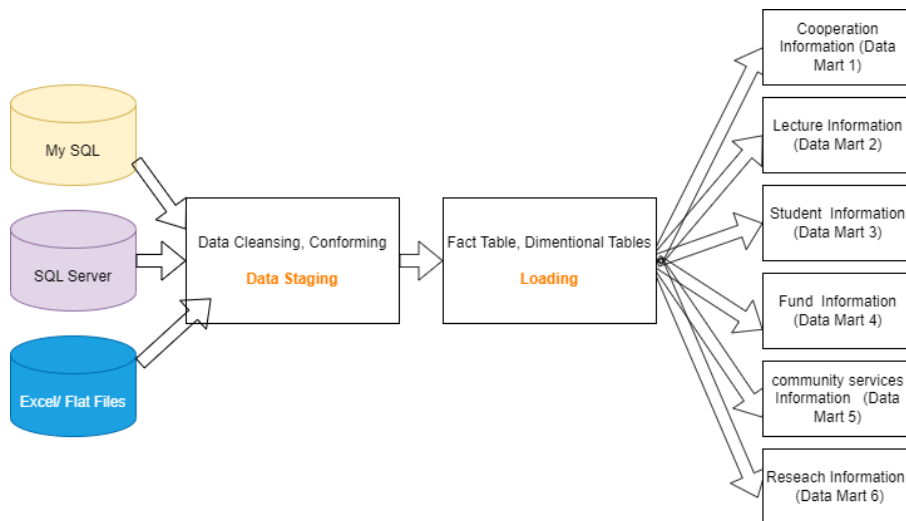 My SQL
SQL Server
Excel/ Flat Files
Data Cleansing, Conforming
Data Staging
Fact Table, Dimentional Tables
Loading
Cooperation
Information (Data
Mart 1)
Lecture Information
(Data Mart 2)
Student Information
(Data Mart 3)
Fund Information
(Data Mart 4)
community services
Information (Data
Mart 5)
Reseach Information
(Data Mart 6)